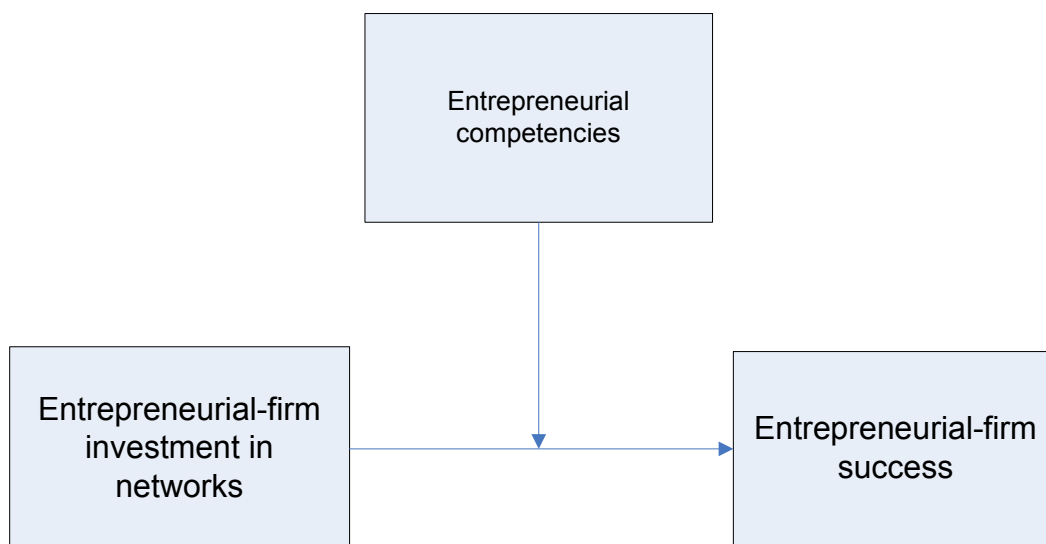 Entrepreneurial
competencies
Entrepreneurial-firm
investment in
networks
Entrepreneurial-firm
success